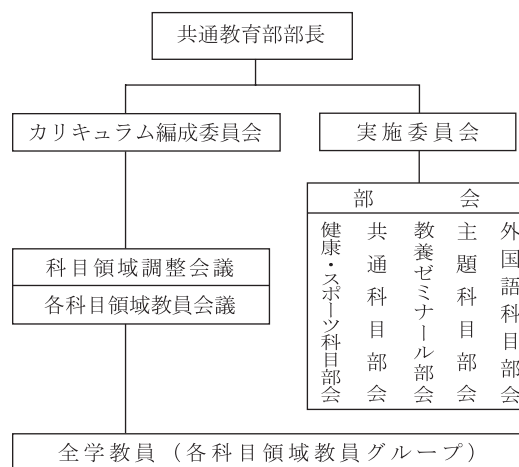 共通教育部部長
カリキュラム編成委員会
実施委員会
部会
外国語科目部会
主題科目部会
教養ゼミナール部会
共通科目部会
健康・スポーツ科目部会
科目領域調整会議
各科目領域教員会議
全学教員（各科目領域教員グループ）